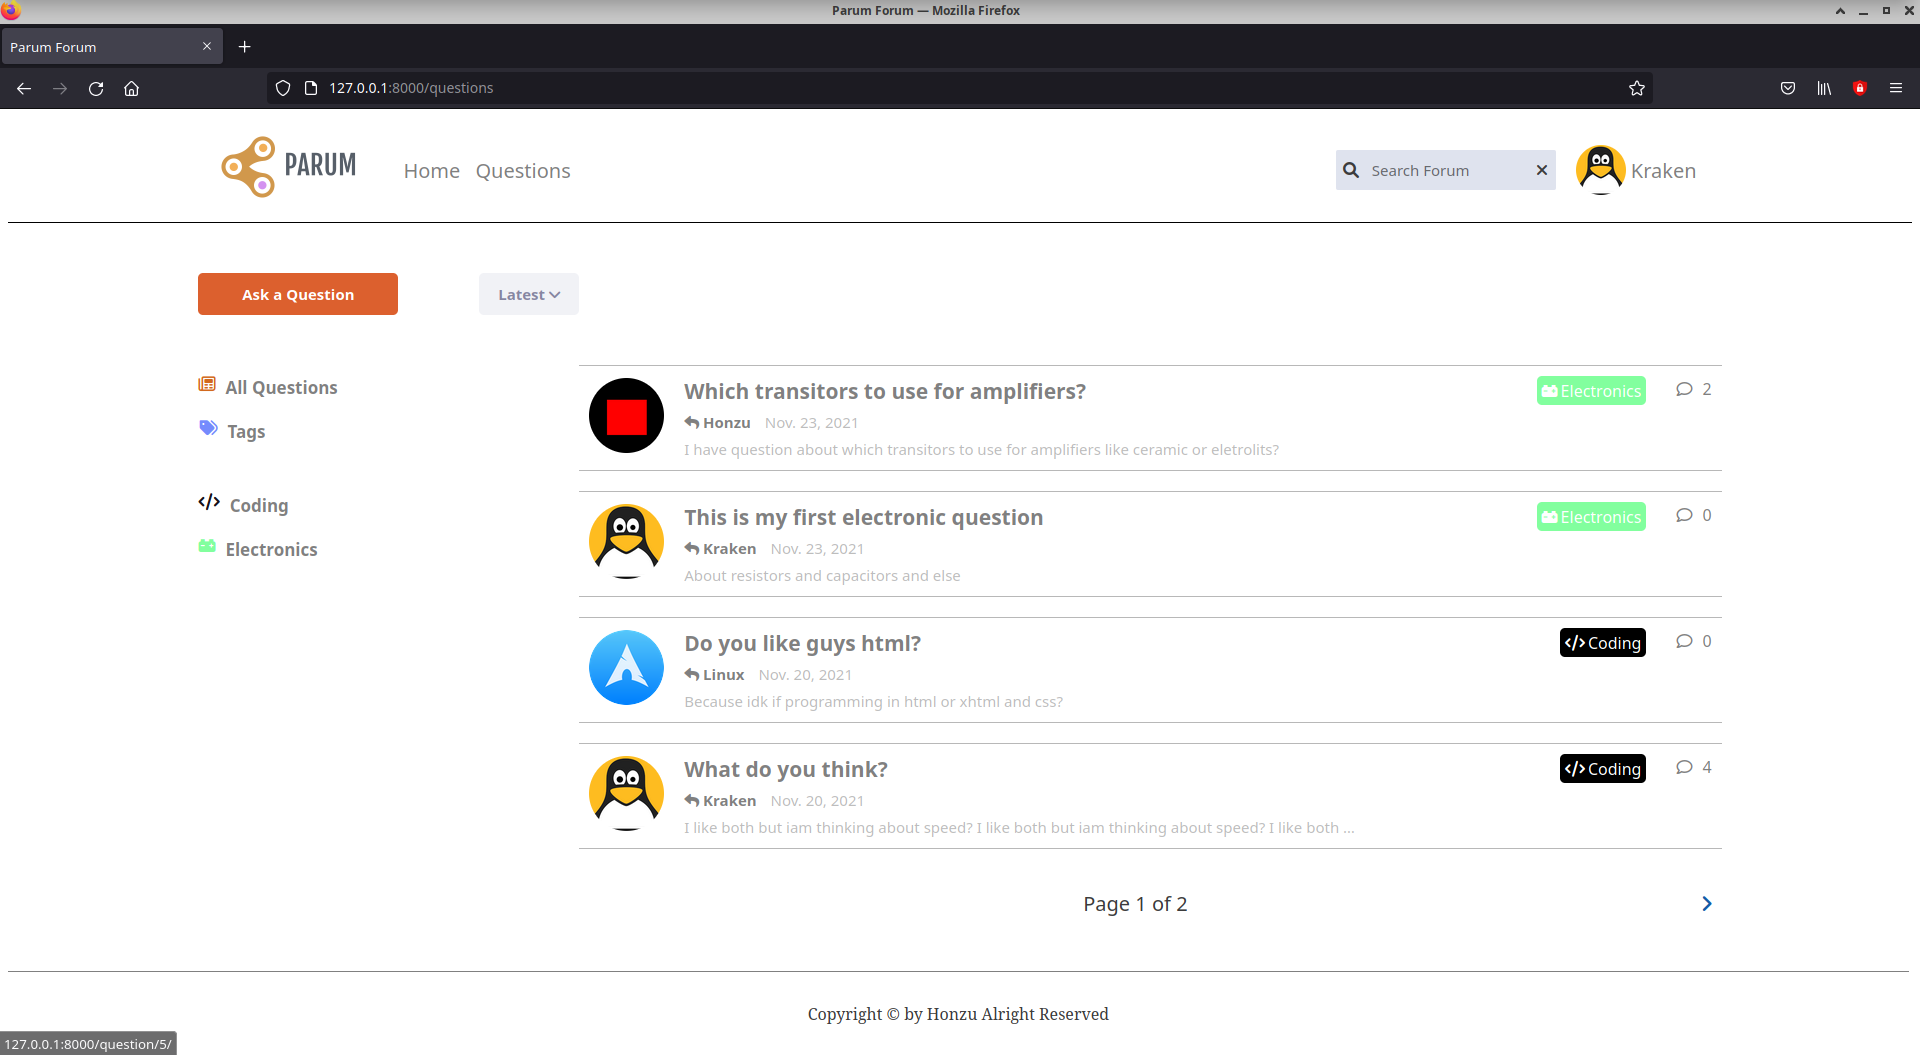 Parum Forum — Mozilla Firefox
Parum Forum
127.0.0.1:8000/questions
PARUM
Home Questions
Search Forum
Kraken
Ask a Question
Latest
All Questions
Tags
Coding
Electronics
Which transitors to use for amplifiers?
Electronics
2
Honzu Nov. 23, 2021
I have question about which transitors to use for amplifiers like ceramic or eletrolits?
This is my first electronic question
Electronics
0
Kraken Nov. 23, 2021
About resistors and capacitors and else
Do you like guys html?
Coding
0
Linux Nov. 20, 2021
Because idk if programming in html or xhtml and css?
What do you think?
Coding
4
Kraken Nov. 20, 2021
I like both but iam thinking about speed? I like both but iam thinking about speed? I like both ...
Page 1 of 2
Copyright © by Honzu Alright Reserved
127.0.0.1:8000/question/5/